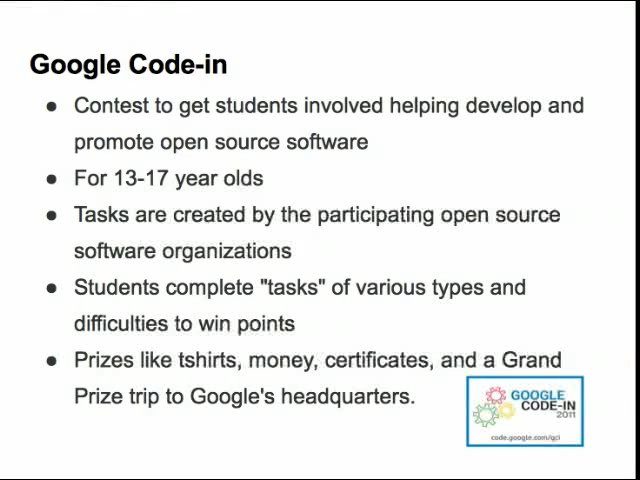 Google Code-in
● Contest to get students involved helping develop and
promote open source software
● For 13-17 year olds
● Tasks are created by the participating open source
software organizations
● Students complete "tasks" of various types and
difficulties to win points
● Prizes like tshirts, money, certificates, and a Grand
Prize trip to Google's headquarters.
GOOGLE
CODE-IN
2011
code.google.com/gci